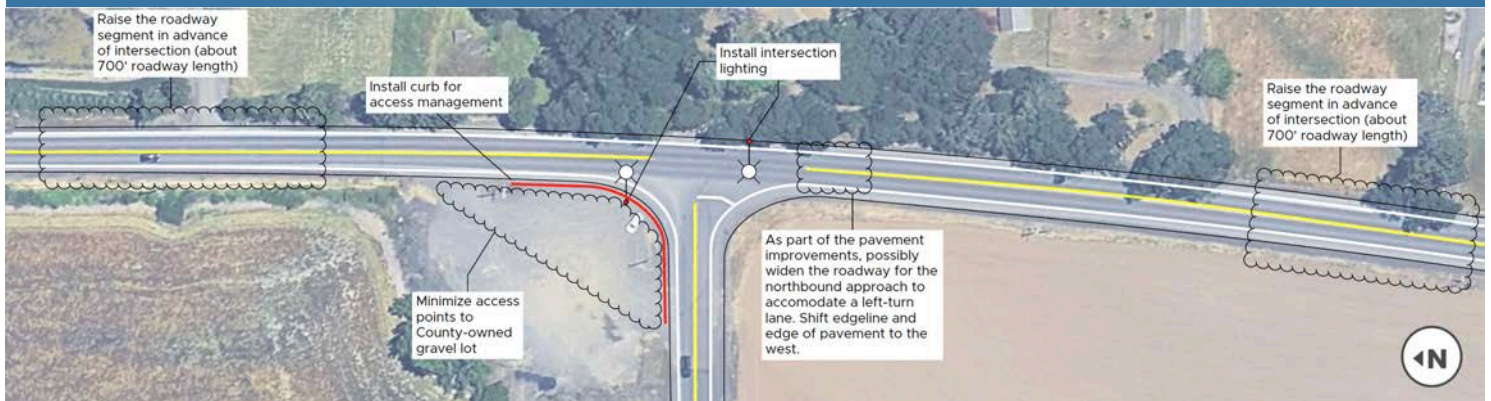 Raise the roadway
segment in advance
of intersection (about
700' roadway length)
Install curb for
access management
Install intersection
lighting
Raise the roadway
segment in advance
of intersection (about
700' roadway length)
Minimize access
points to
County-owned
gravel lot
As part of the pavement
improvements, possibly
widen the roadway for the
northbound approach to
accomodate a left-turn
lane. Shift edgeline and
edge of pavement to the
west.
N